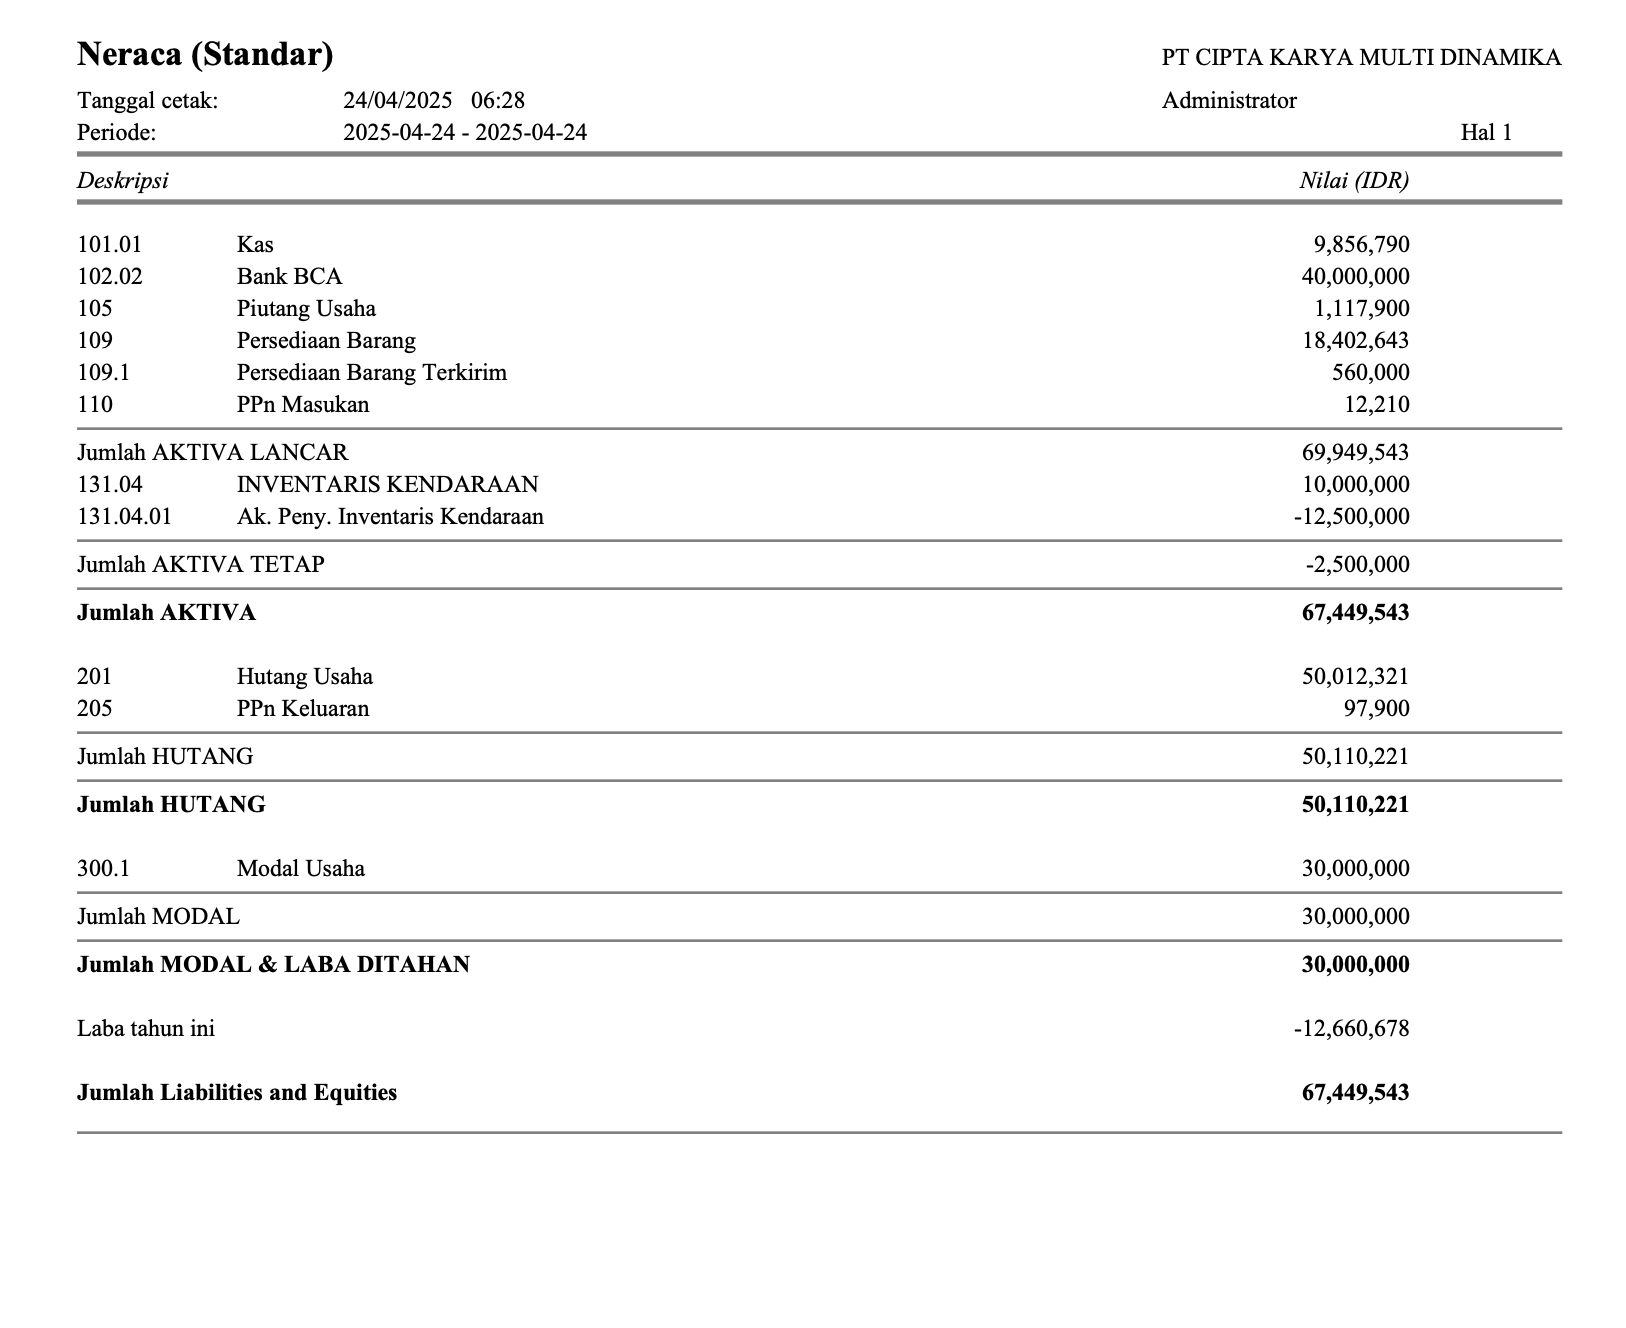 Neraca (Standar) PT CIPTA KARYA MULTI DINAMIKA
Tanggal cetak: 24/04/2025 06:28 Administrator
Periode: 2025-04-24 - 2025-04-24 Hal 1
Deskripsi Nilai (IDR)
101.01 Kas 9,856,790
102.02 Bank BCA 40,000,000
105 Piutang Usaha 1,117,900
109 Persediaan Barang 18,402,643
109.1 Persediaan Barang Terkirim 560,000
110 PPn Masukan 12,210
Jumlah AKTIVA LANCAR 69,949,543
131.04 INVENTARIS KENDARAAN 10,000,000
131.04.01 Ak. Peny. Inventaris Kendaraan -12,500,000
Jumlah AKTIVA TETAP -2,500,000
Jumlah AKTIVA 67,449,543
201 Hutang Usaha 50,012,321
205 PPn Keluaran 97,900
Jumlah HUTANG 50,110,221
Jumlah HUTANG 50,110,221
300.1 Modal Usaha 30,000,000
Jumlah MODAL 30,000,000
Jumlah MODAL & LABA DITAHAN 30,000,000
Laba tahun ini -12,660,678
Jumlah Liabilities and Equities 67,449,543